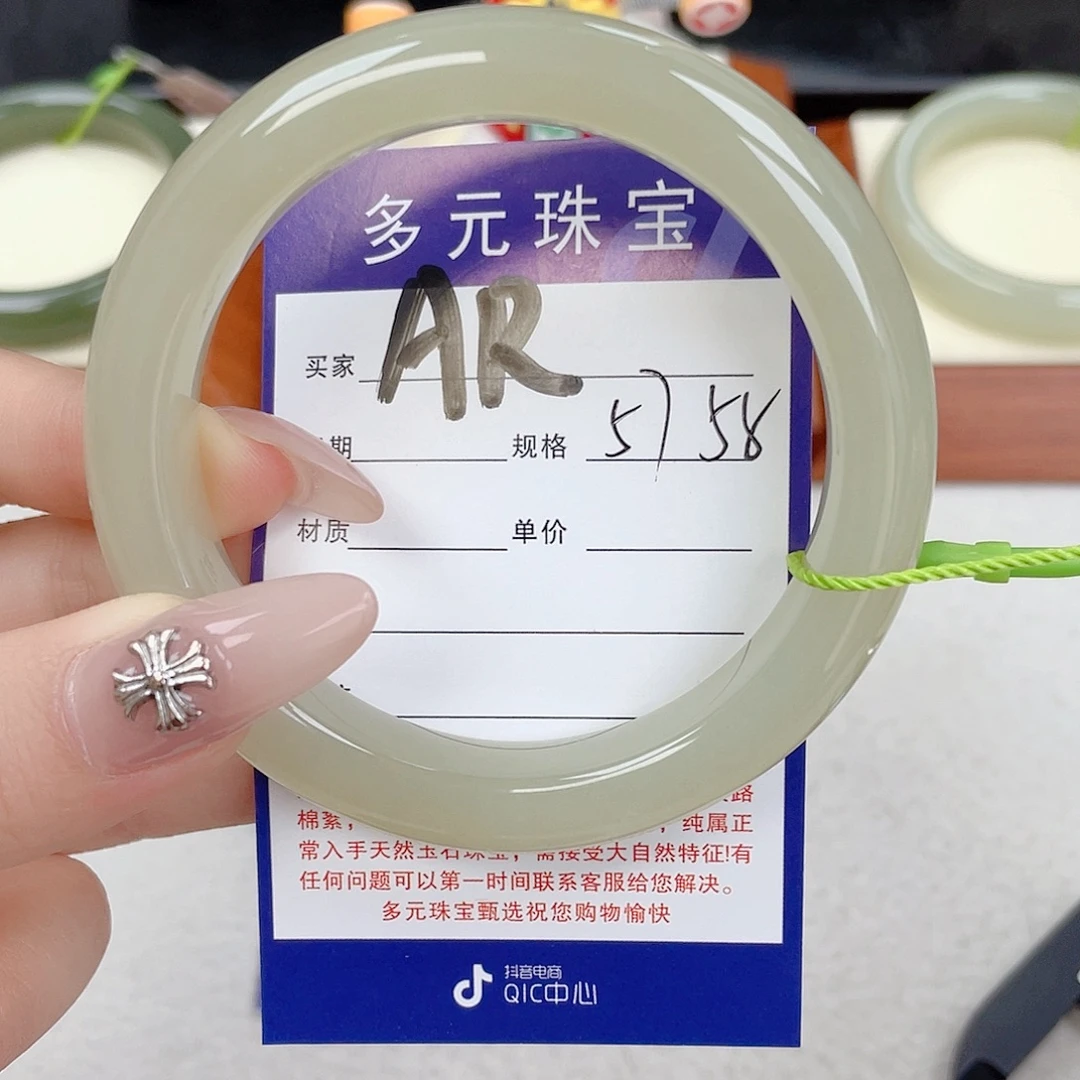 多元珠宝
买家 AR
期 规格 57 58
材质 单价
路
棉絮， ，纯属正
常入手天然玉石珠宝，需接受大自然特征!有
任何问题可以第一时间联系客服给您解决。
多元珠宝甄选祝您购物愉快
抖音电商
QIC中心